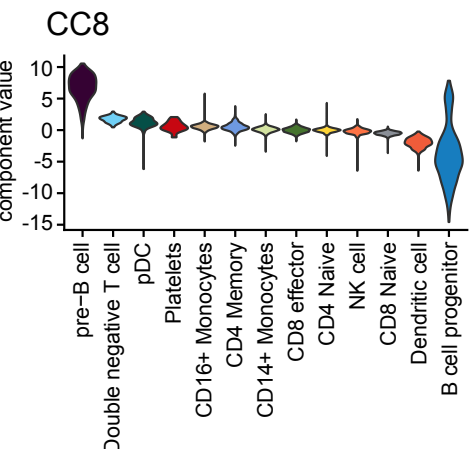 CC8
component value
10
5
0
-5
-10
-15
pre−B cell
Double negative T cell
pDC
Platelets
CD16+ Monocytes
CD4 Memory
CD14+ Monocytes
CD8 effector
CD4 Naive
NK cell
CD8 Naive
Dendritic cell
B cell progenitor